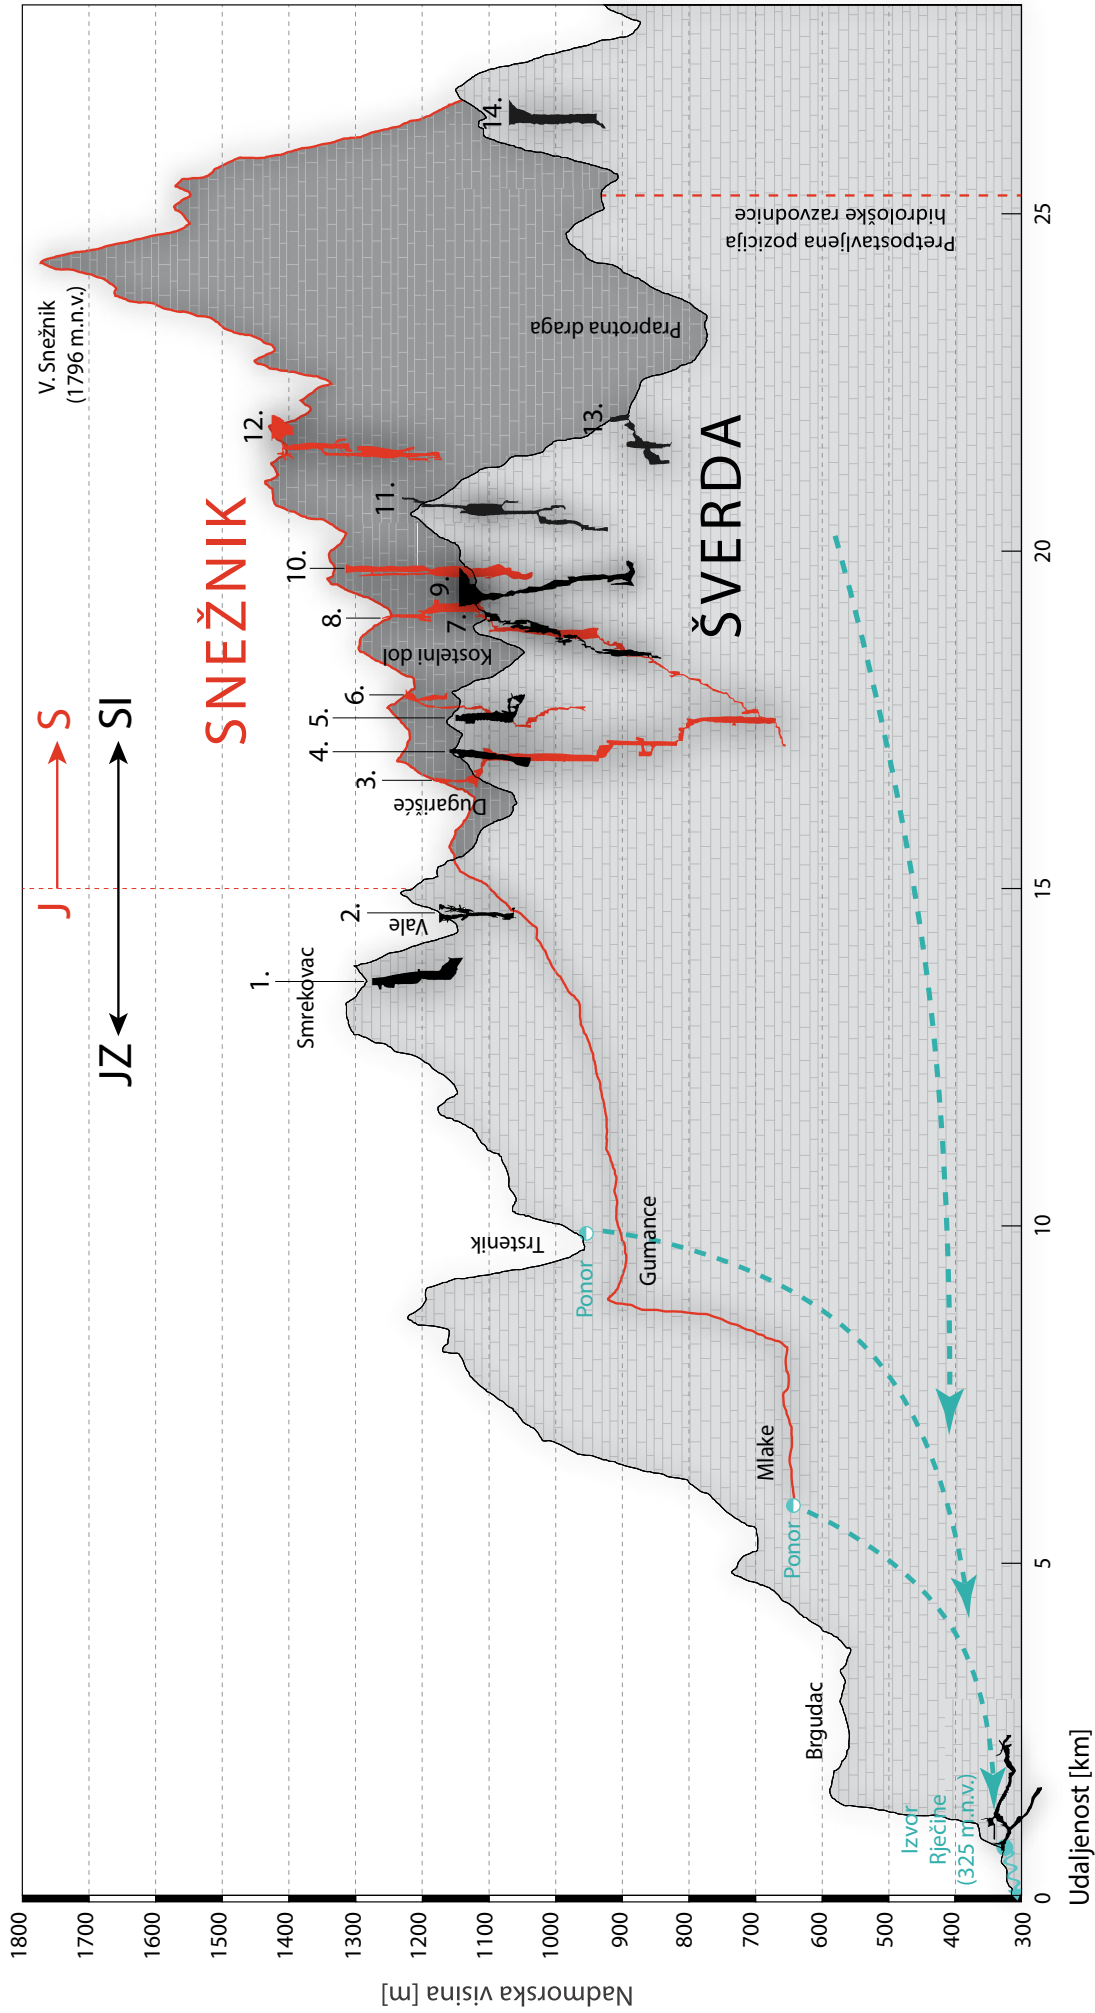 J S
JZ SI
SNEŽNIK
V. Snežnik
(1796 m.n.v.)
1.
Smrekovac
2.
Vale
3.
Dugarišće
4.
5.
6.
Kostelni dol
7.
8.
9.
10.
11.
12.
13.
14.
Praprotna draga
ŠVERDA
Pretpostavljena pozicija
hidrološke razvodnice
Trstenik
Ponor
Gumance
Mlake
Ponor
Brgudac
Izvor
Rječine
(325 m.n.v.)
Nadmorska visina [m]
1800
1700
1600
1500
1400
1300
1200
1100
1000
900
800
700
600
500
400
300
0
5
10
15
20
25
Udaljenost [km]